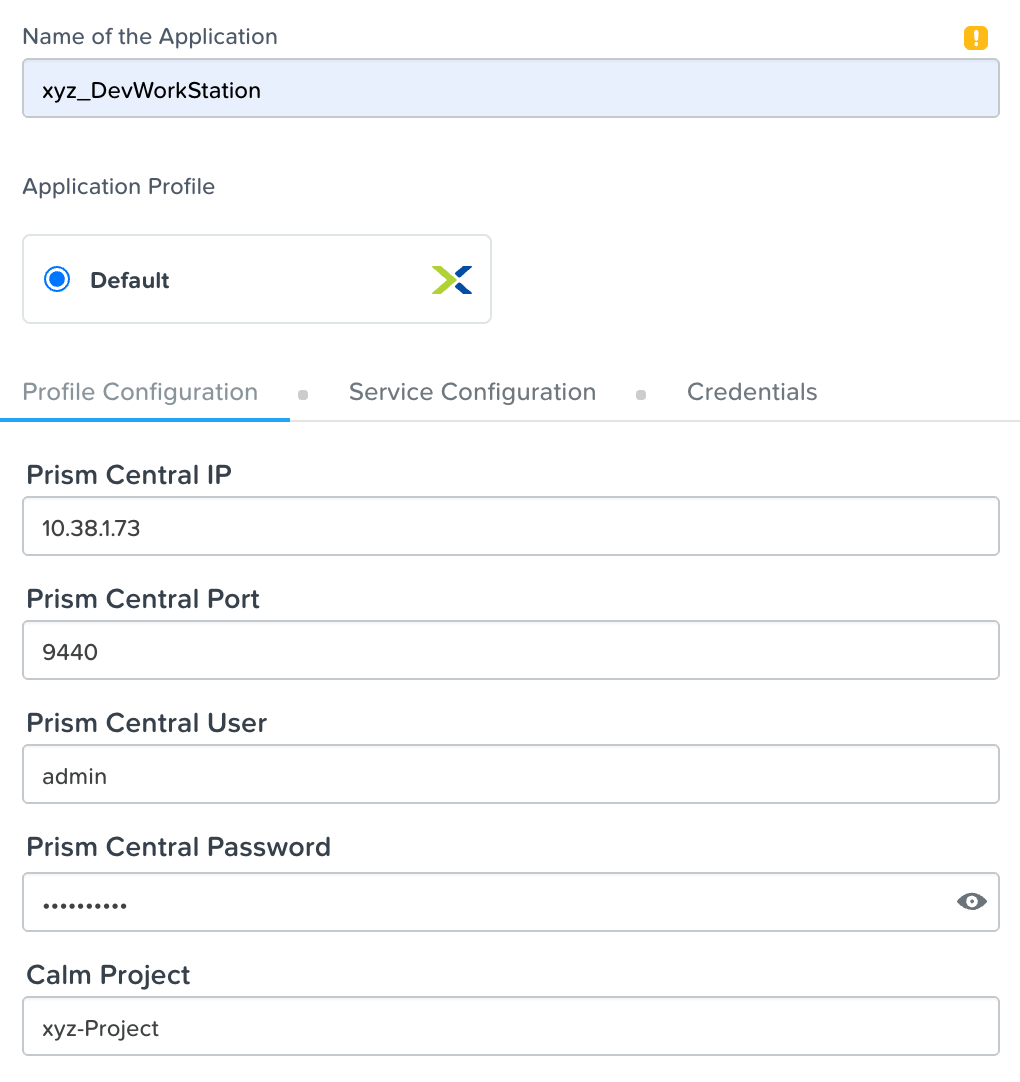 Name of the Application
xyz_DevWorkStation
Application Profile
Default
Profile Configuration
Service Configuration
Credentials
Prism Central IP
10.38.1.73
Prism Central Port
9440
Prism Central User
admin
Prism Central Password
••••••••••
Calm Project
xyz-Project